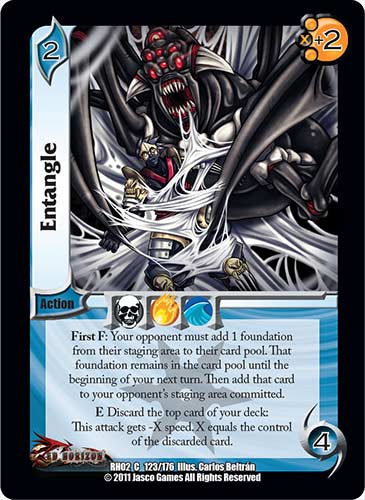 2
X +2
Entangle
Action
First F: Your opponent must add 1 foundation
from their staging area to their card pool. That
foundation remains in the card pool until the
beginning of your next turn. Then add that card
to your opponent's staging area committed.
E Discard the top card of your deck:
This attack gets -X speed. X equals the control
of the discarded card.
RED HORIZON
4
RH02_C_123/176 Illus. Carlos Beltrán
© 2011 Jasco Games All Rights Reserved